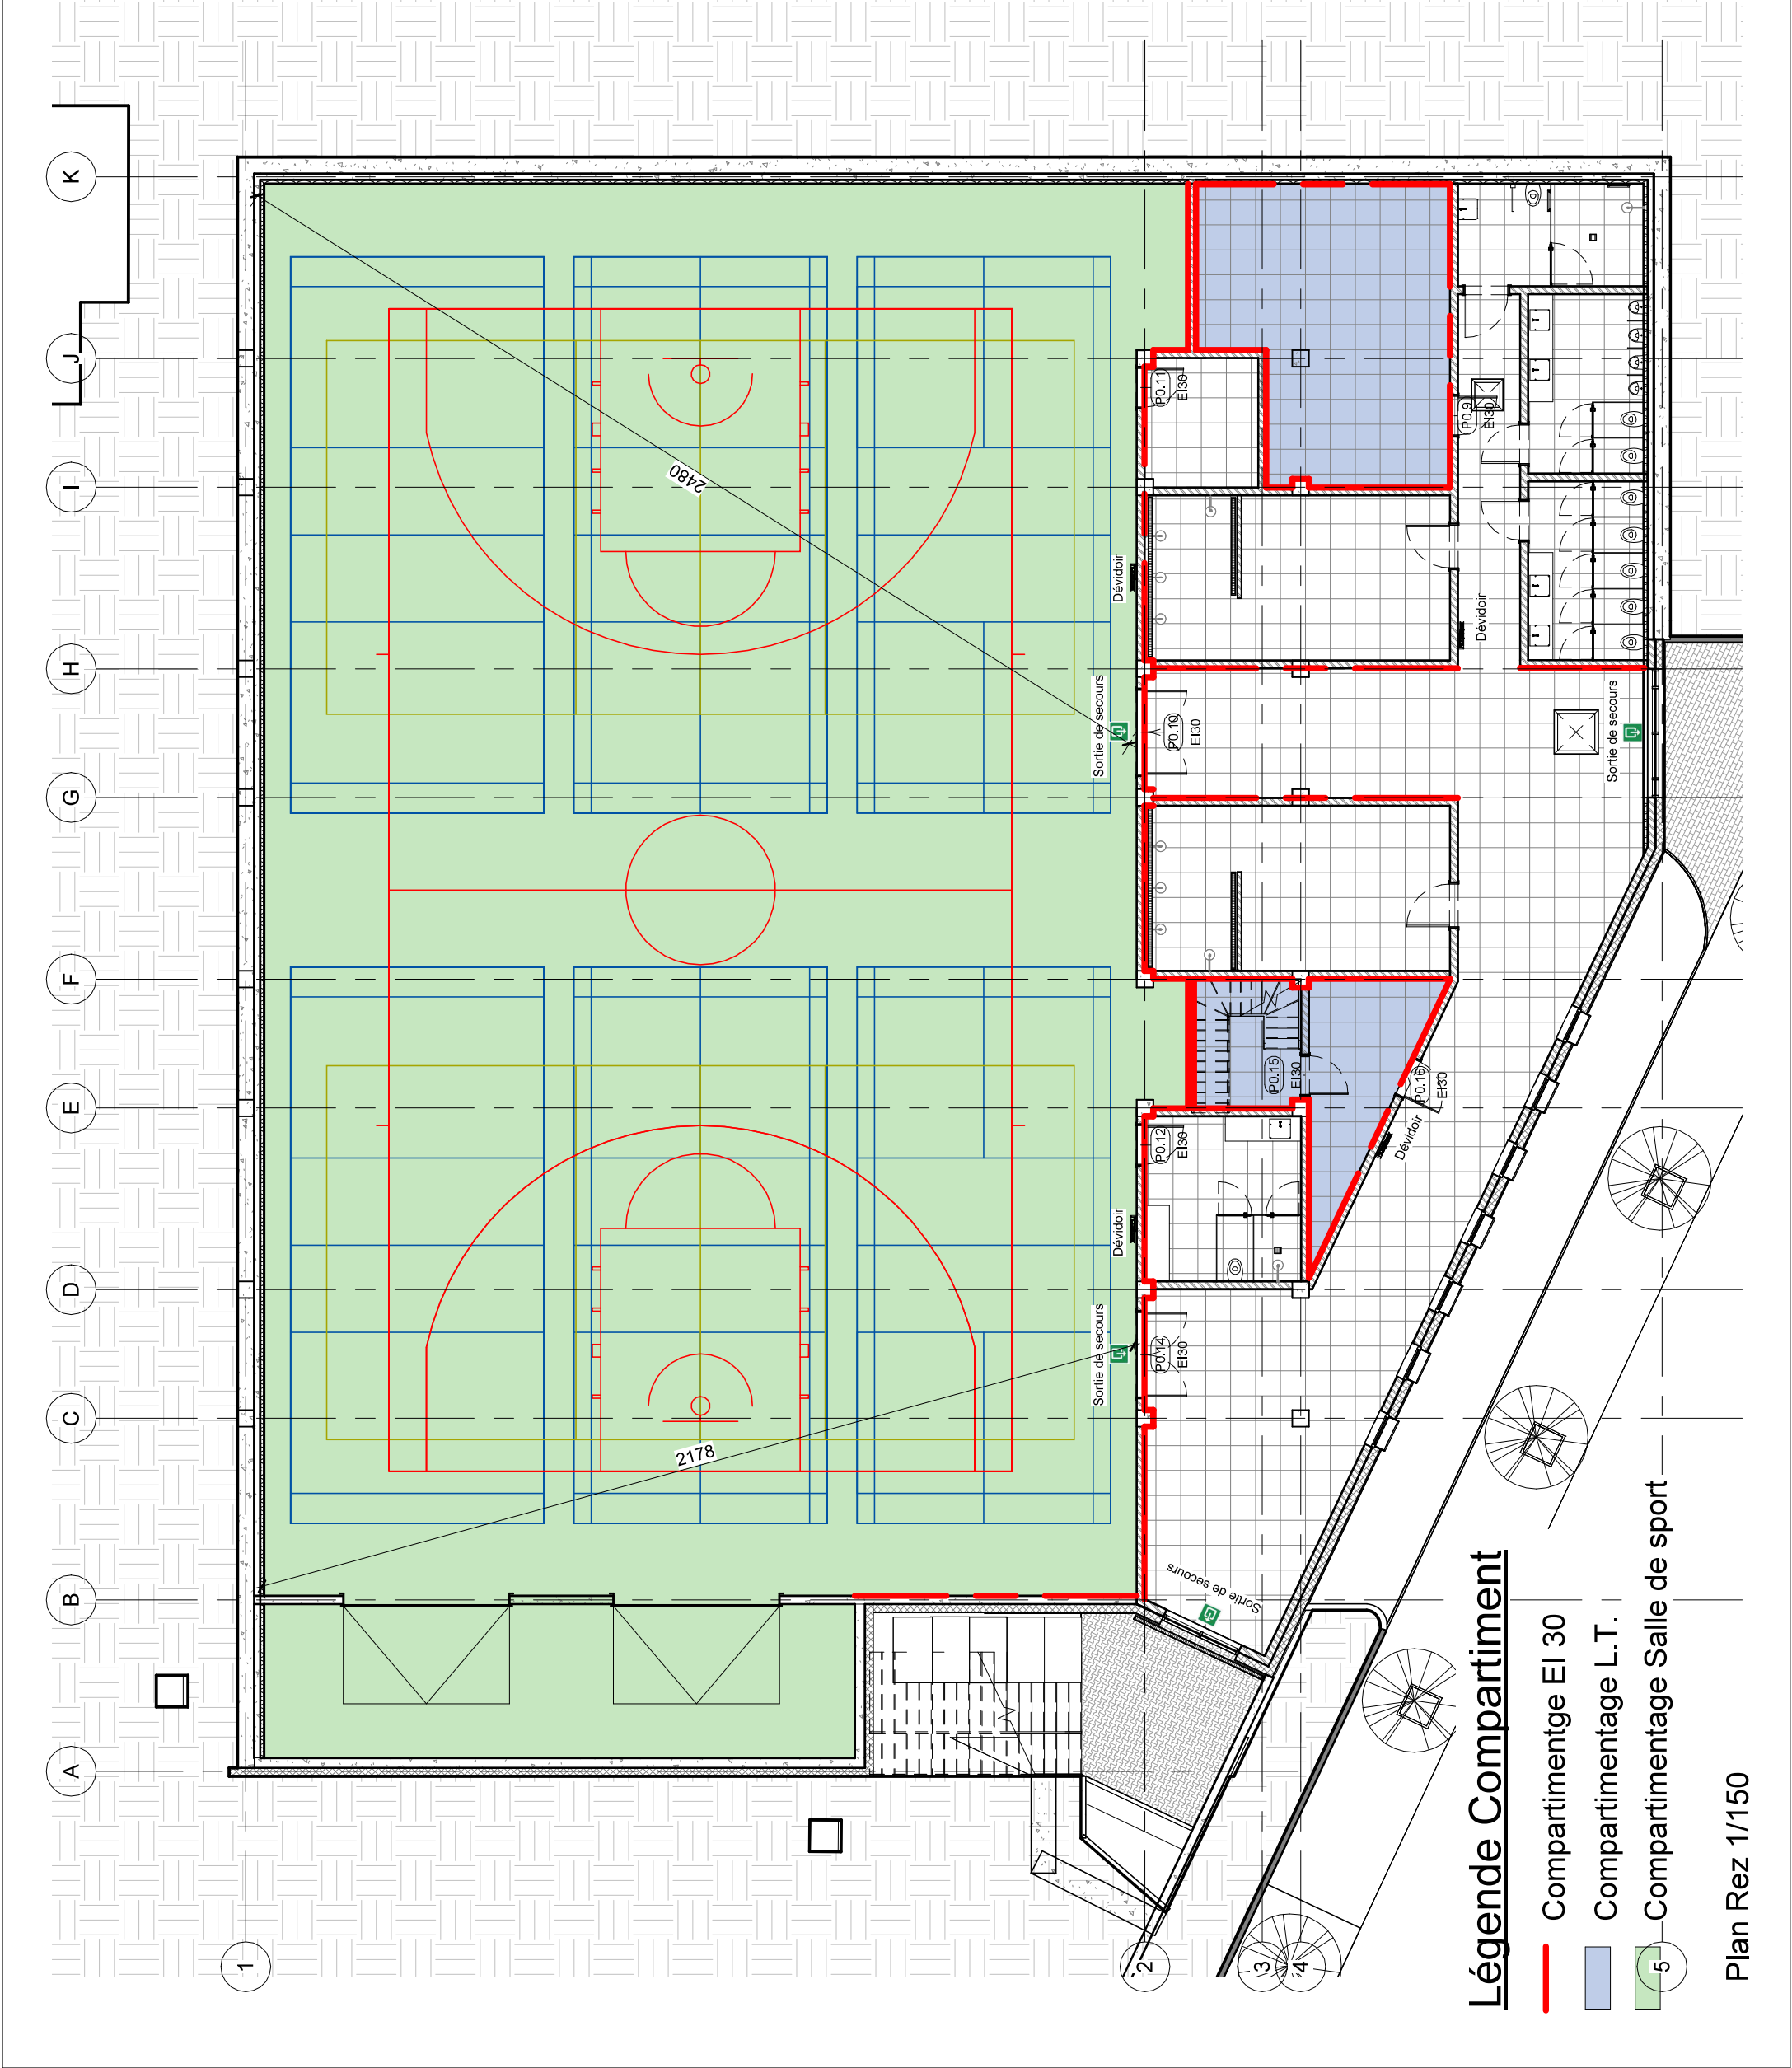 A
B
C
D
E
F
G
H
I
J
K
1
2
3
4
5
2480
2178
Dévidoir
Dévidoir
Sortie de secours
Sortie de secours
P0.14
EI30
P0.12
EI30
P0.10
EI30
P0.11
EI30
P0.15
EI30
P0.16
EI30
P0.9
EI30
Dévidoir
Dévidoir
Sortie de secours
Sortie de secours
Légende Compartiment
Compartimentge EI 30
Compartimentage L.T.
Compartimentage Salle de sport
Plan Rez 1/150